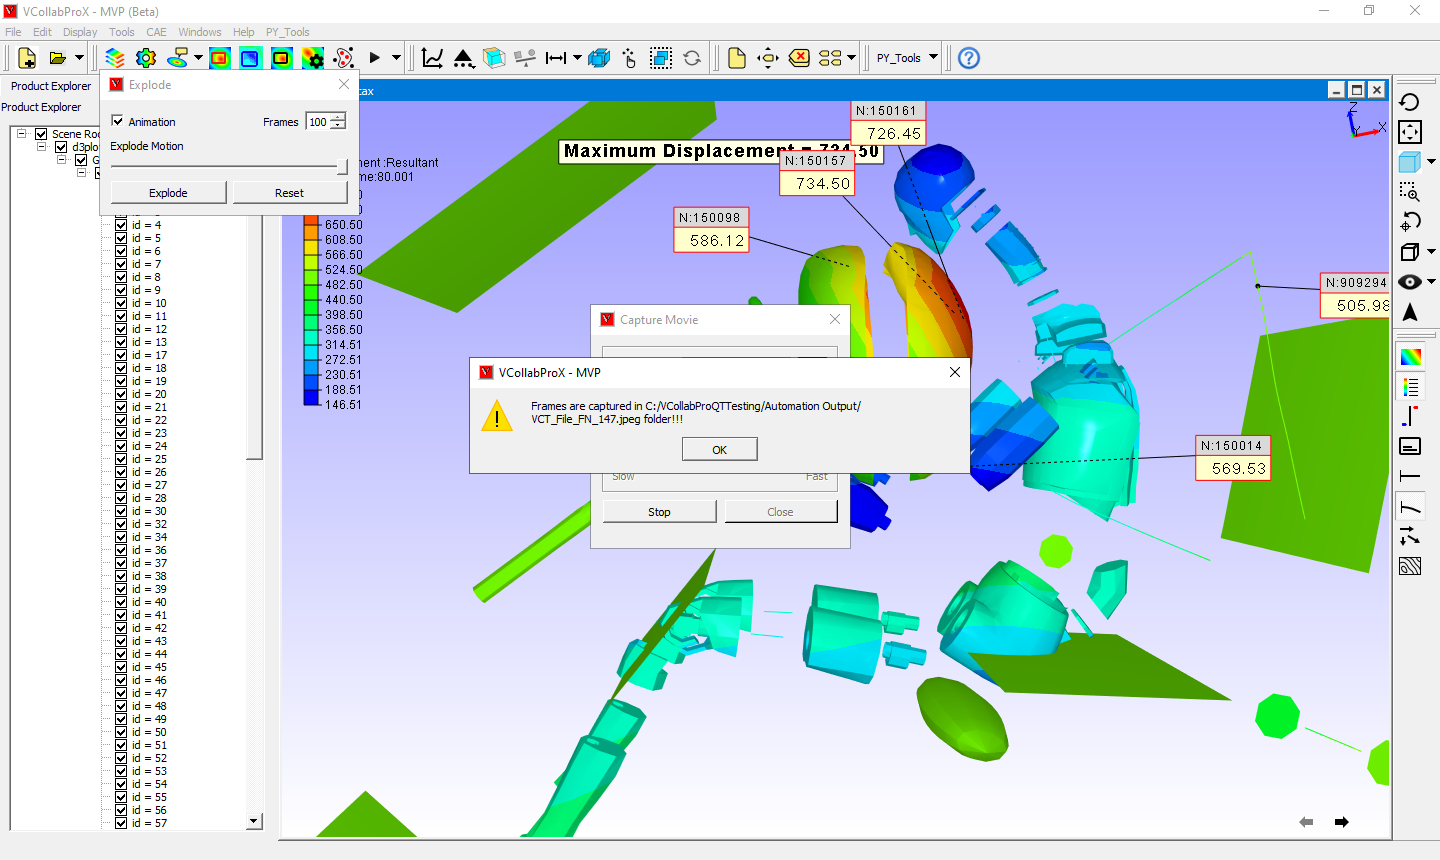 VCollabProX - MVP (Beta)
File Edit Display Tools CAE Windows Help PY_Tools
PY_Tools
Product Explorer
Product Explorer
Scene Roo
d3plo
G
id = 4
id = 5
id = 6
id = 7
id = 8
id = 9
id = 10
id = 11
id = 12
id = 13
id = 17
id = 18
id = 19
id = 20
id = 21
id = 22
id = 23
id = 24
id = 25
id = 26
id = 27
id = 28
id = 30
id = 32
id = 34
id = 36
id = 37
id = 38
id = 39
id = 40
id = 41
id = 42
id = 43
id = 44
id = 45
id = 46
id = 47
id = 48
id = 49
id = 50
id = 51
id = 52
id = 53
id = 54
id = 55
id = 56
id = 57
Explode
Animation Frames 100
Explode Motion
Explode Reset
tax
ment :Resultant
me:80.001
650.50
608.50
566.50
524.50
482.50
440.50
398.50
356.50
314.51
272.51
230.51
188.51
146.51
Maximum Displacement = 734.50
N:150161
726.45
N:150157
734.50
N:150098
586.12
N:909294
505.98
N:150014
569.53
Z
Y
X
Capture Movie
Slow Fast
Stop Close
VCollabProX - MVP
Frames are captured in C:/VCollabProQTTesting/Automation Output/
VCT_File_FN_147.jpeg folder!!!
OK